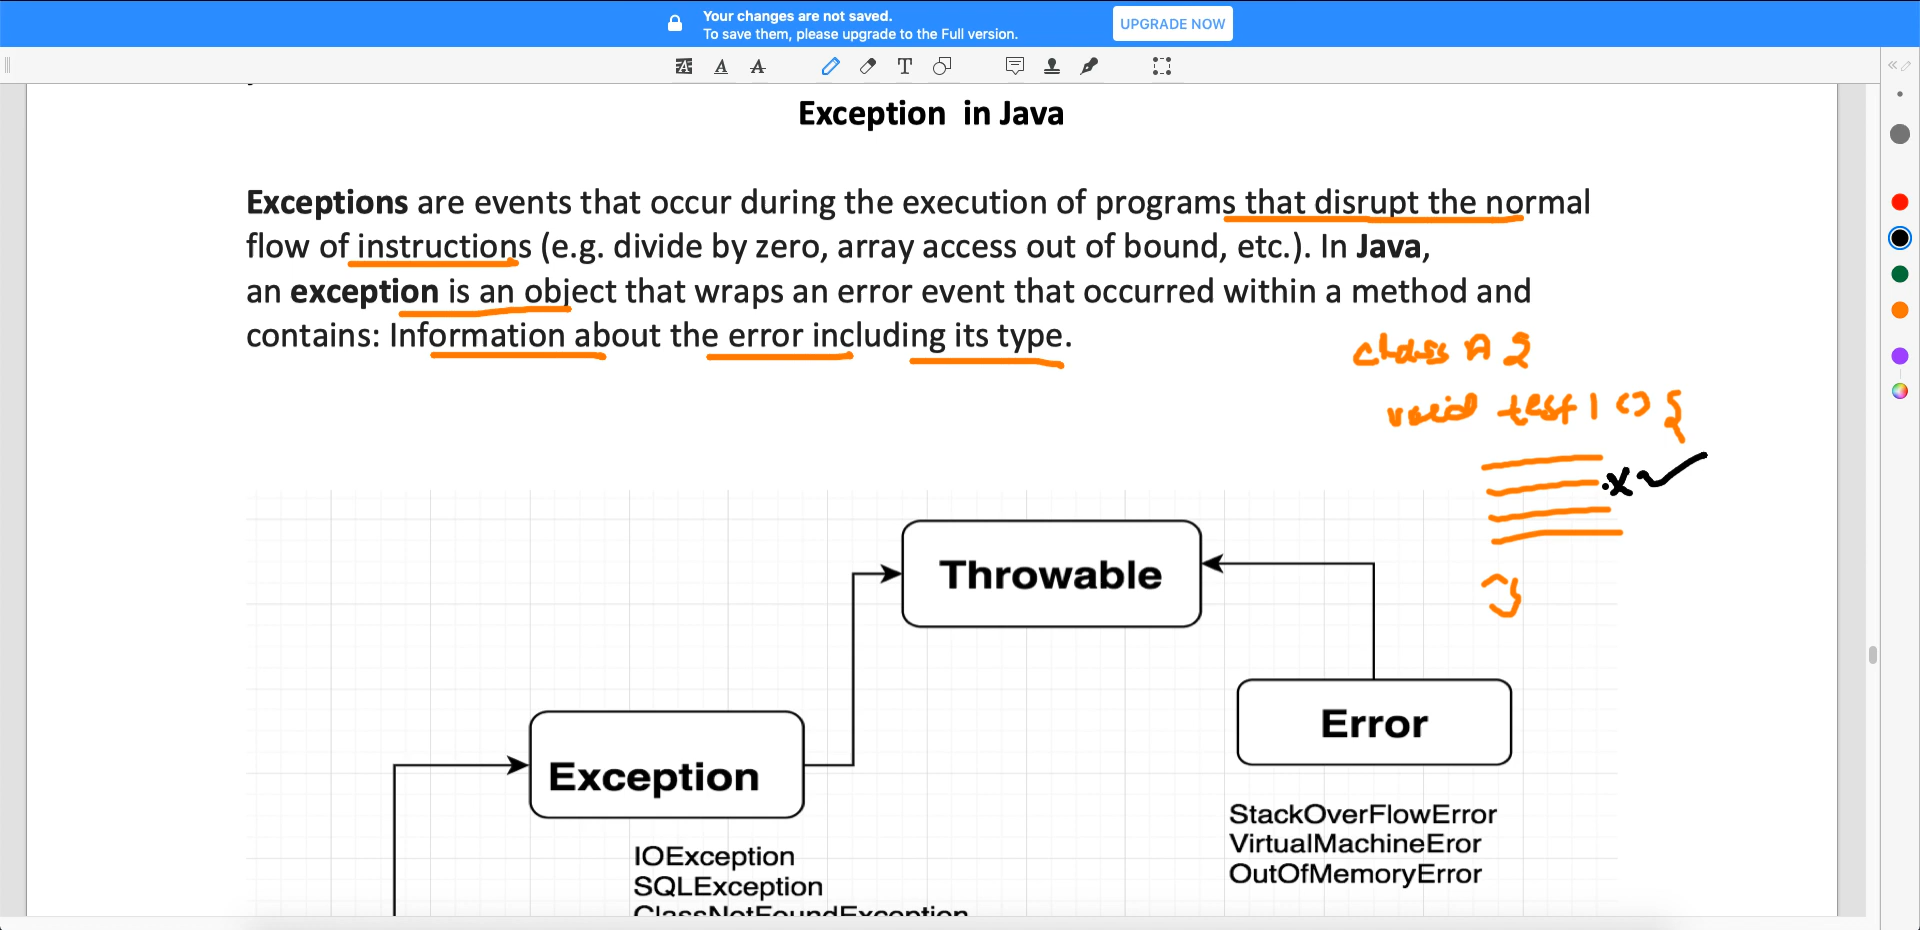 Your changes are not saved.
To save them, please upgrade to the Full version.
UPGRADE NOW
Exception in Java
Exceptions are events that occur during the execution of programs that disrupt the normal
flow of instructions (e.g. divide by zero, array access out of bound, etc.). In Java,
an exception is an object that wraps an error event that occurred within a method and
contains: Information about the error including its type.
class A {
void test1 () {
.x
}
Throwable
Error
Exception
StackOverFlowError
VirtualMachineEror
OutOfMemoryError
IOException
SQLException
ClassNotFoundException